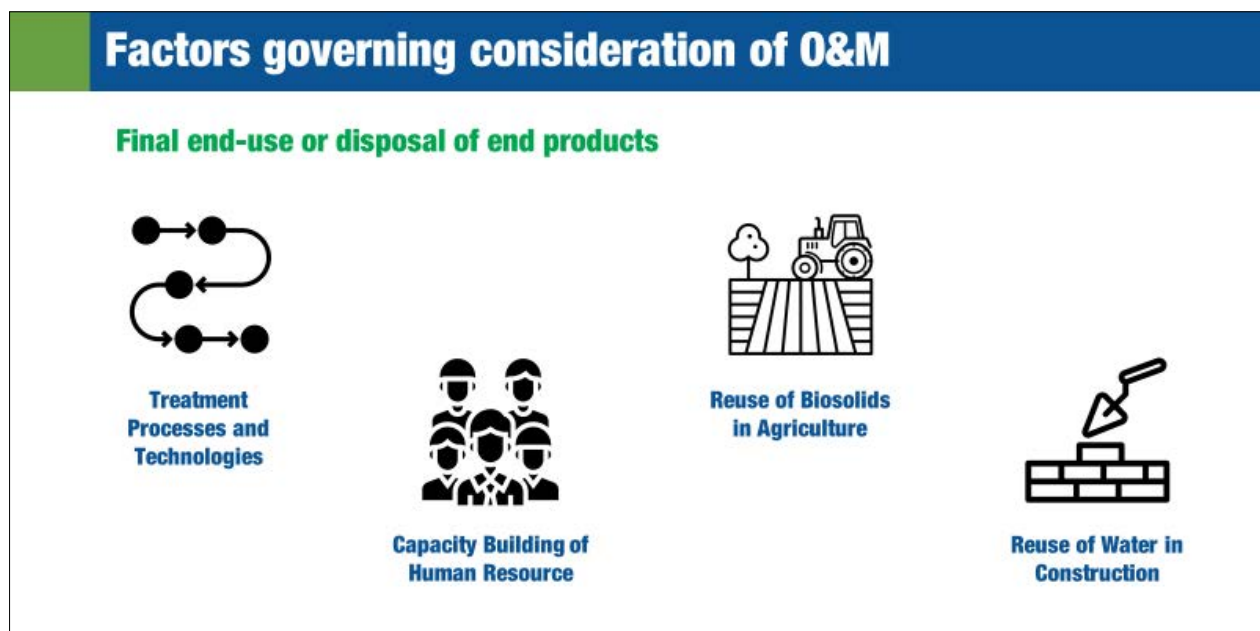 Factors governing consideration of O&M
Final end-use or disposal of end products
Treatment
Processes and
Technologies
Capacity Building of
Human Resource
Reuse of Biosolids
in Agriculture
Reuse of Water in
Construction